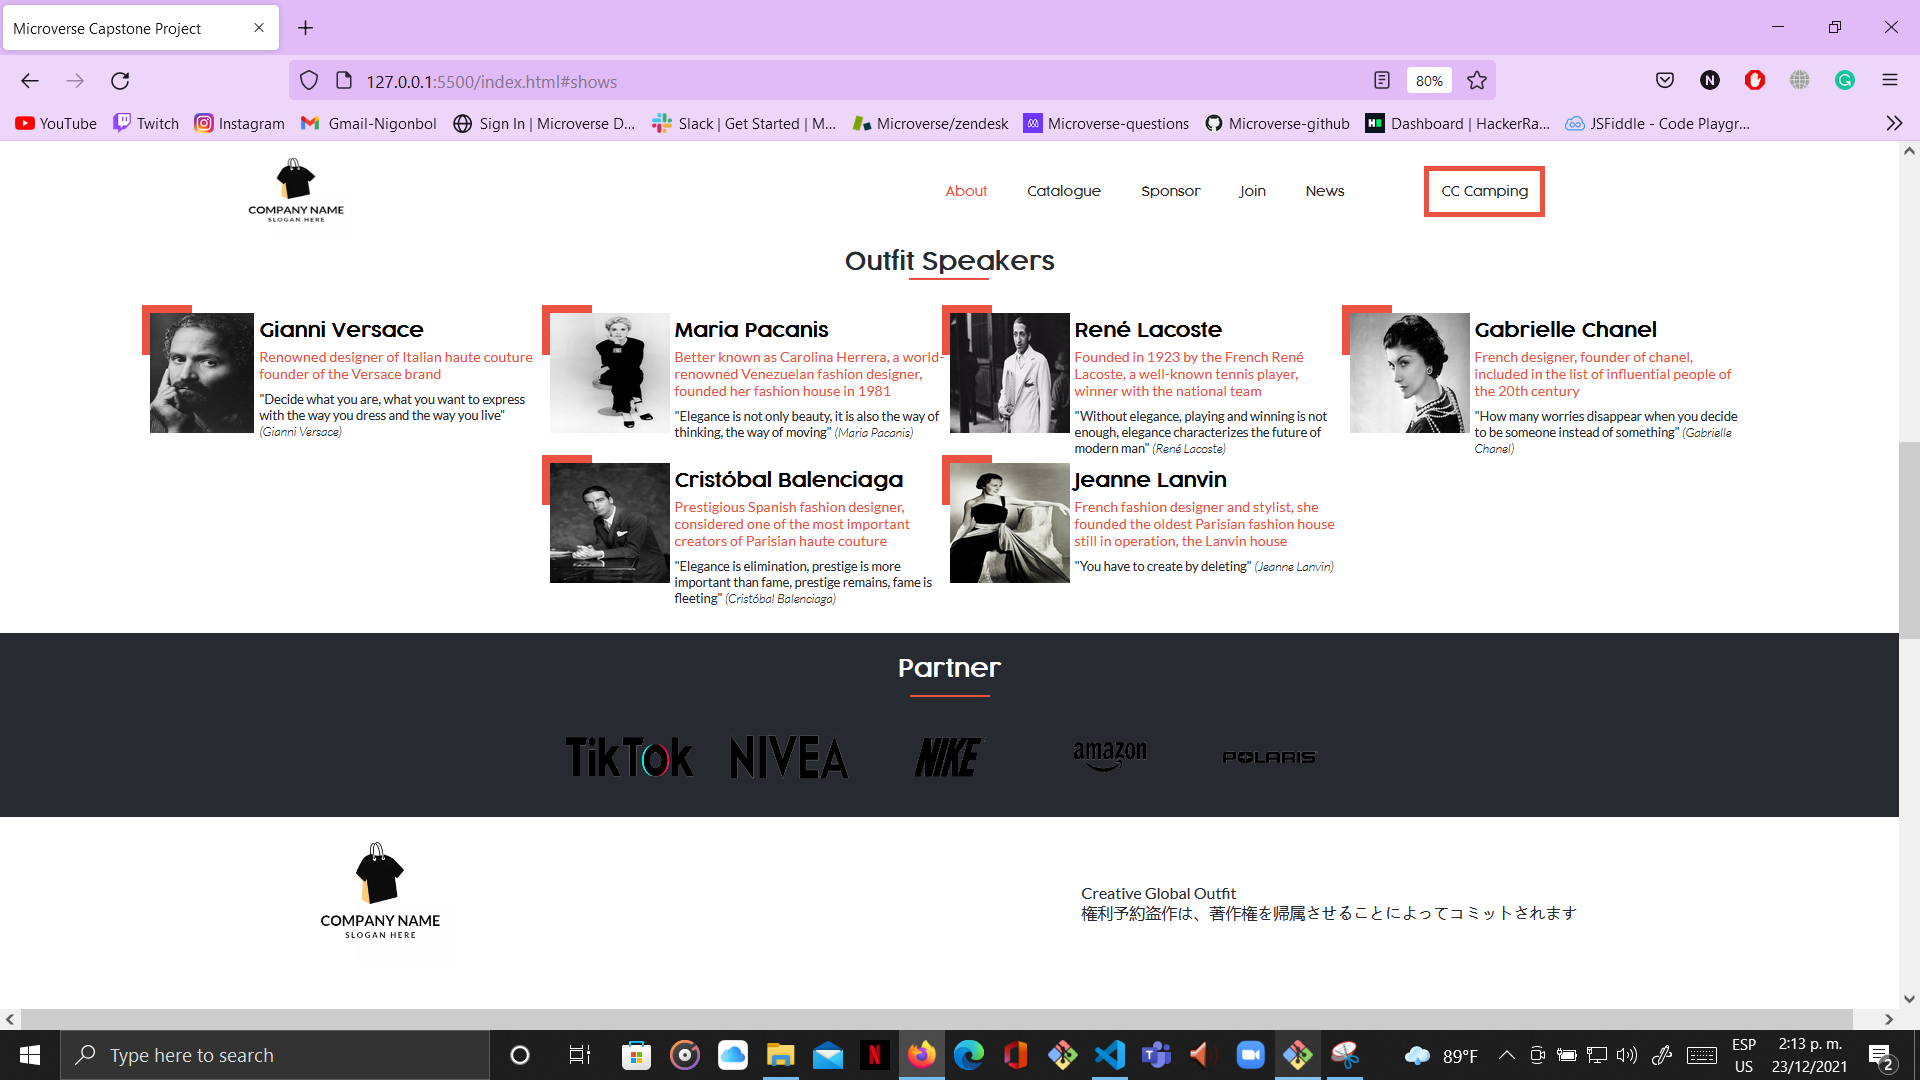 Microverse Capstone Project
127.0.0.1:5500/index.html#shows
80%
YouTube
Twitch
Instagram
Gmail-Nigonbol
Sign In | Microverse D...
Slack | Get Started | M...
Microverse/zendesk
Microverse-questions
Microverse-github
Dashboard | HackerRa...
JSFiddle - Code Playgr...
COMPANY NAME
SLOGAN HERE
About
Catalogue
Sponsor
Join
News
CC Camping
Outfit Speakers
Gianni Versace
Renowned designer of Italian haute couture
founder of the Versace brand
"Decide what you are, what you want to express
with the way you dress and the way you live"
(Gianni Versace)
Maria Pacanis
Better known as Carolina Herrera, a world-
renowned Venezuelan fashion designer,
founded her fashion house in 1981
"Elegance is not only beauty, it is also the way of
thinking, the way of moving" (Maria Pacanis)
René Lacoste
Founded in 1923 by the French René
Lacoste, a well-known tennis player,
winner with the national team
"Without elegance, playing and winning is not
enough, elegance characterizes the future of
modern man" (René Lacoste)
Gabrielle Chanel
French designer, founder of chanel,
included in the list of influential people of
the 20th century
"How many worries disappear when you decide
to be someone instead of something" (Gabrielle
Chanel)
Cristóbal Balenciaga
Prestigious Spanish fashion designer,
considered one of the most important
creators of Parisian haute couture
"Elegance is elimination, prestige is more
important than fame, prestige remains, fame is
fleeting" (Cristóbal Balenciaga)
Jeanne Lanvin
French fashion designer and stylist, she
founded the oldest Parisian fashion house
still in operation, the Lanvin house
"You have to create by deleting" (Jeanne Lanvin)
Partner
TikTok
NIVEA
NIKE
amazon
POLARIS
COMPANY NAME
SLOGAN HERE
Creative Global Outfit
権利予約盗作は、著作権を帰属させることによってコミットされます
Type here to search
89°F
ESP
US
2:13 p. m.
23/12/2021
2